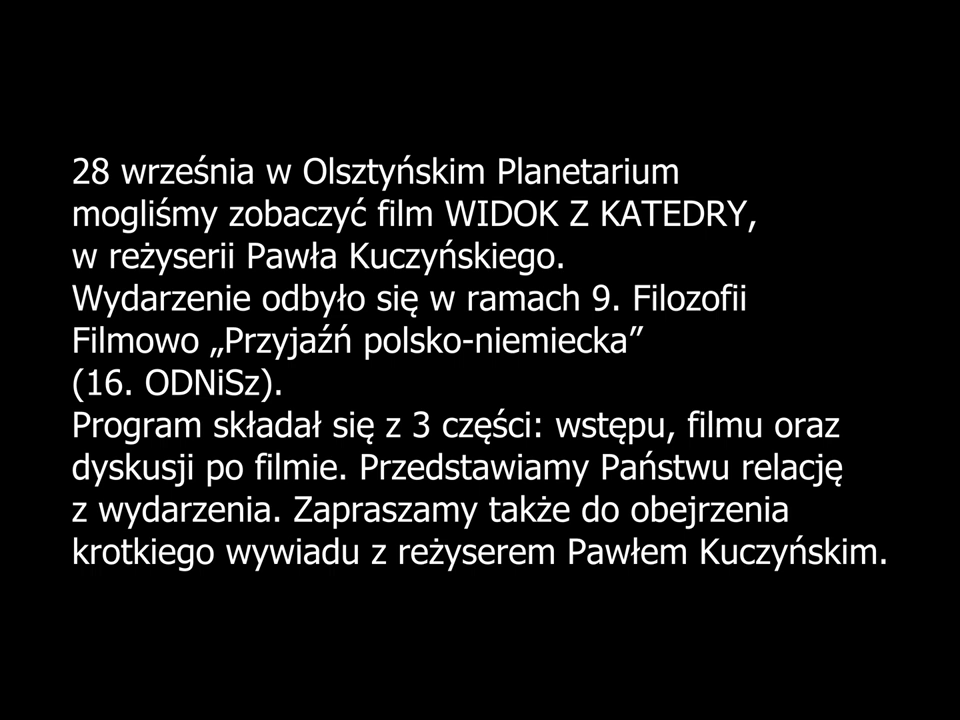 28 września w Olsztyńskim Planetarium
mogliśmy zobaczyć film WIDOK Z KATEDRY,
w reżyserii Pawła Kuczyńskiego.
Wydarzenie odbyło się w ramach 9. Filozofii
Filmowo „Przyjaźń polsko-niemiecka”
(16. ODNiSz).
Program składał się z 3 części: wstępu, filmu oraz
dyskusji po filmie. Przedstawiamy Państwu relację
z wydarzenia. Zapraszamy także do obejrzenia
krotkiego wywiadu z reżyserem Pawłem Kuczyńskim.